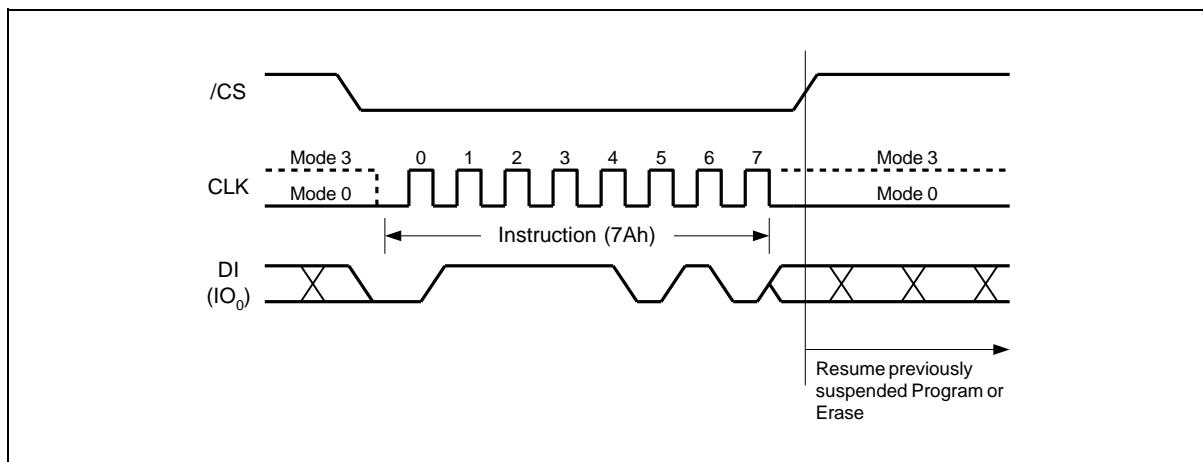 /CS
Mode 3
0 1 2 3 4 5 6 7
Mode 3
CLK
Mode 0
Mode 0
Instruction (7Ah)
DI
(IO0)
Resume previously
suspended Program or
Erase